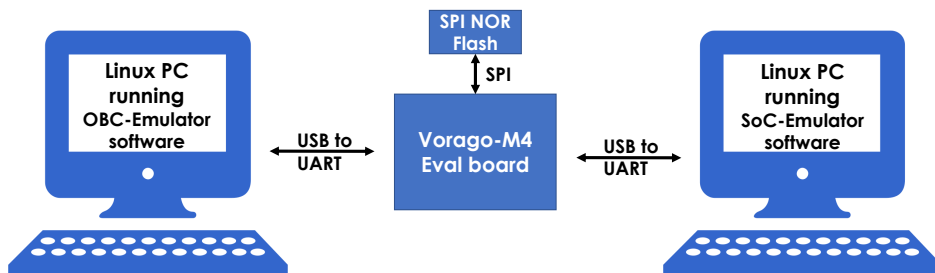 Linux PC
running
OBC-Emulator
software
USB to
UART
SPI NOR
Flash
SPI
Vorago-M4
Eval board
USB to
UART
Linux PC
running
SoC-Emulator
software